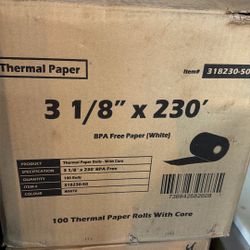 Thermal Paper
Item# 318230-50
3 1/8” x 230’
BPA Free Paper (White)
PRODUCT Thermal Paper Rolls - With Core
SPECIFICATION 3 1/8" x 230' BPA Free
QUANTITY 100 Rolls
ITEM # 318230-50
COLOR WHITE
100 Thermal Paper Rolls With Core